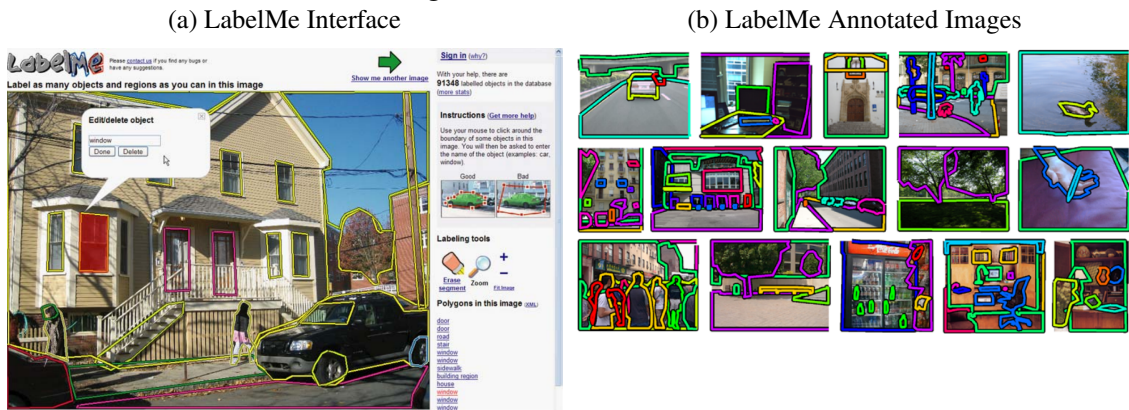 (a) LabelMe Interface
(b) LabelMe Annotated Images
LabelMe
Please contact us if you find any bugs or
have any suggestions.
Show me another image
Label as many objects and regions as you can in this image
Edit/delete object
window
Done
Delete
Sign in (why?)
With your help, there are
91348 labelled objects in the database
(more stats)
Instructions (Get more help)
Use your mouse to click around the
boundary of some objects in this
image. You will then be asked to enter
the name of the object (examples: car,
window).
Good
Bad
Labeling tools
Erase
segment
Zoom
Fit Image
Polygons in this image (XML)
door
door
road
stair
window
window
sidewalk
building region
house
window
window
window